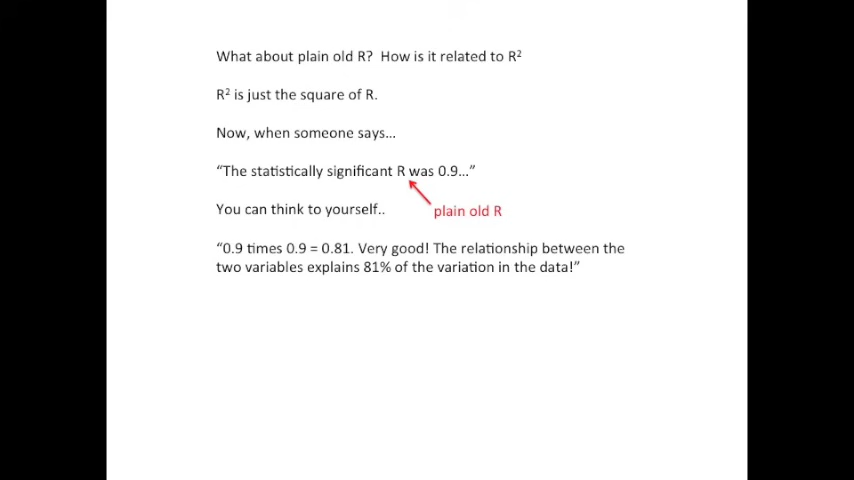 What about plain old R?  How is it related to R²
R² is just the square of R.
Now, when someone says...
“The statistically significant R was 0.9...”
You can think to yourself..
plain old R
“0.9 times 0.9 = 0.81. Very good! The relationship between the
two variables explains 81% of the variation in the data!”